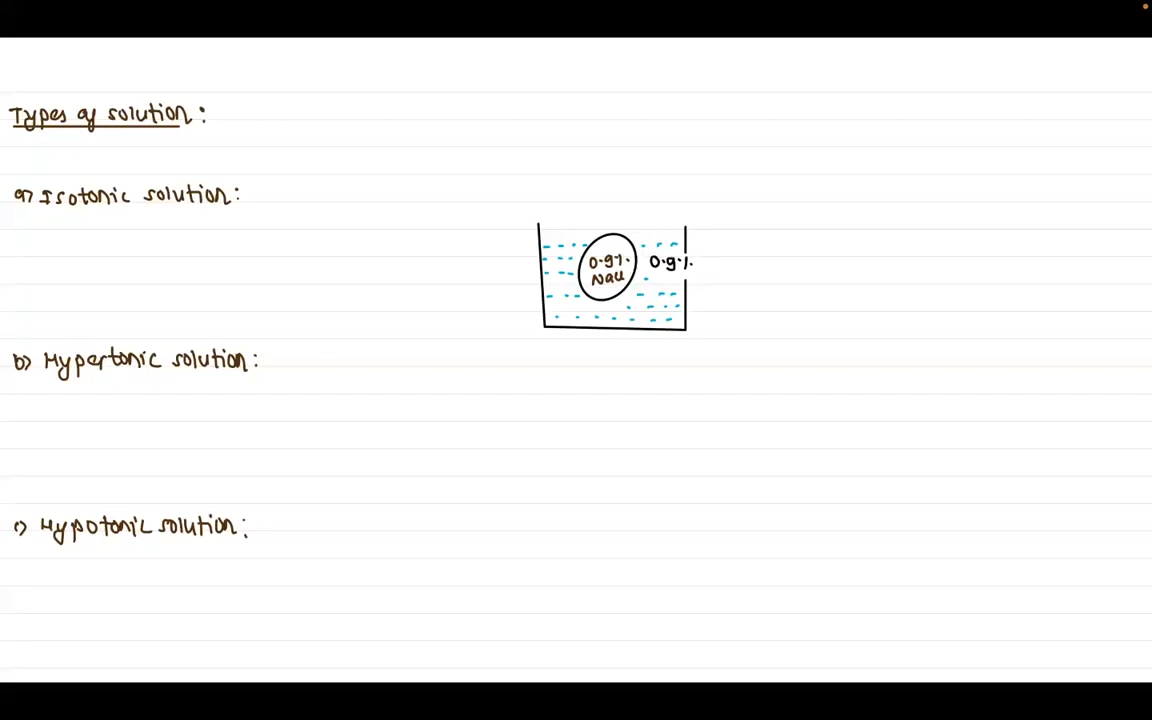 Types of solution:
a) Isotonic solution:
0.9%.
NaCl
0.9%.
b) Hypertonic solution:
c) Hypotonic solution: